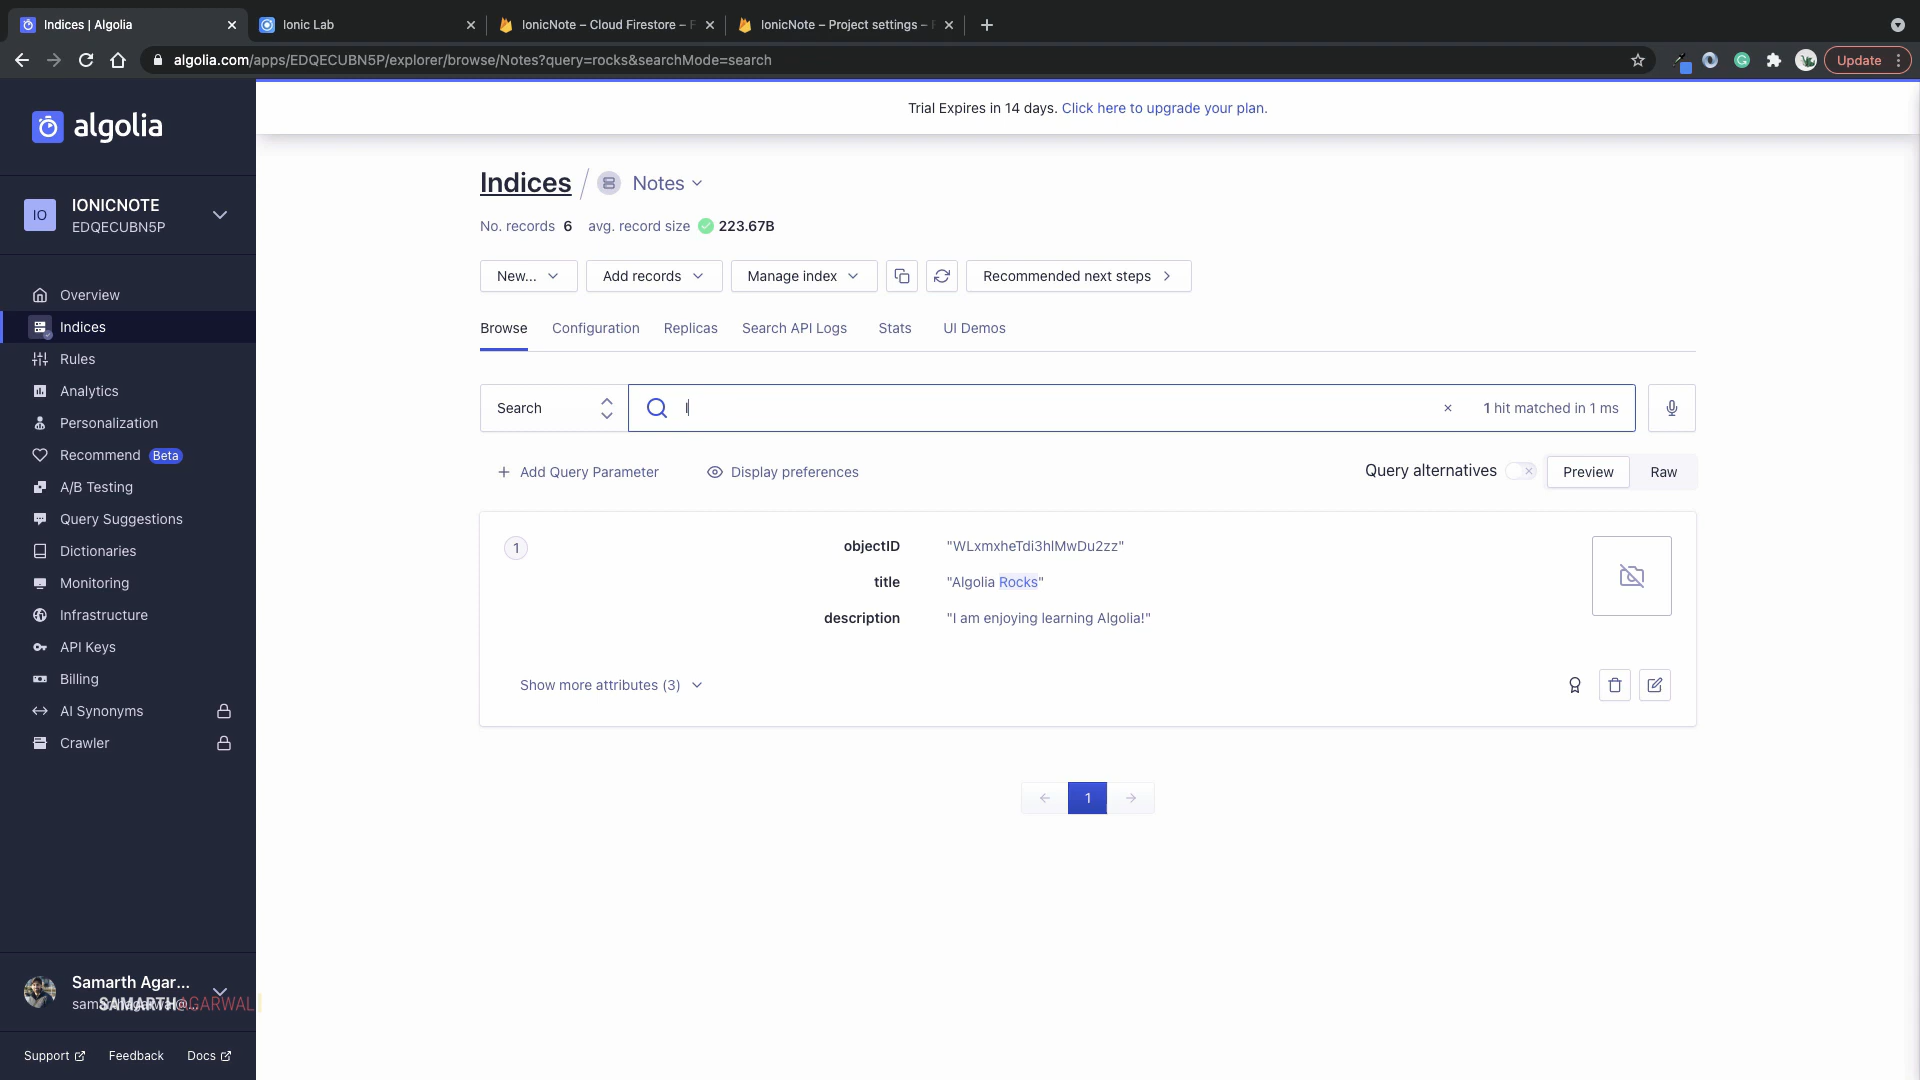 Indices | Algolia
Ionic Lab
IonicNote – Cloud Firestore – F
IonicNote – Project settings – F
algolia.com/apps/EDQECUBN5P/explorer/browse/Notes?query=rocks&searchMode=search
Update
algolia
Trial Expires in 14 days. Click here to upgrade your plan.
IO
IONICNOTE
EDQECUBN5P
Overview
Indices
Rules
Analytics
Personalization
Recommend Beta
A/B Testing
Query Suggestions
Dictionaries
Monitoring
Infrastructure
API Keys
Billing
AI Synonyms
Crawler
Samarth Agar...
SAMARTHAGARWAL
Support
Feedback
Docs
Indices / Notes
No. records 6 avg. record size 223.67B
New...
Add records
Manage index
Recommended next steps
Browse
Configuration
Replicas
Search API Logs
Stats
UI Demos
Search
l
1 hit matched in 1 ms
Add Query Parameter
Display preferences
Query alternatives
Preview
Raw
1
objectID "WLxmxheTdi3hlMwDu2zz"
title "Algolia Rocks"
description "I am enjoying learning Algolia!"
Show more attributes (3)
1